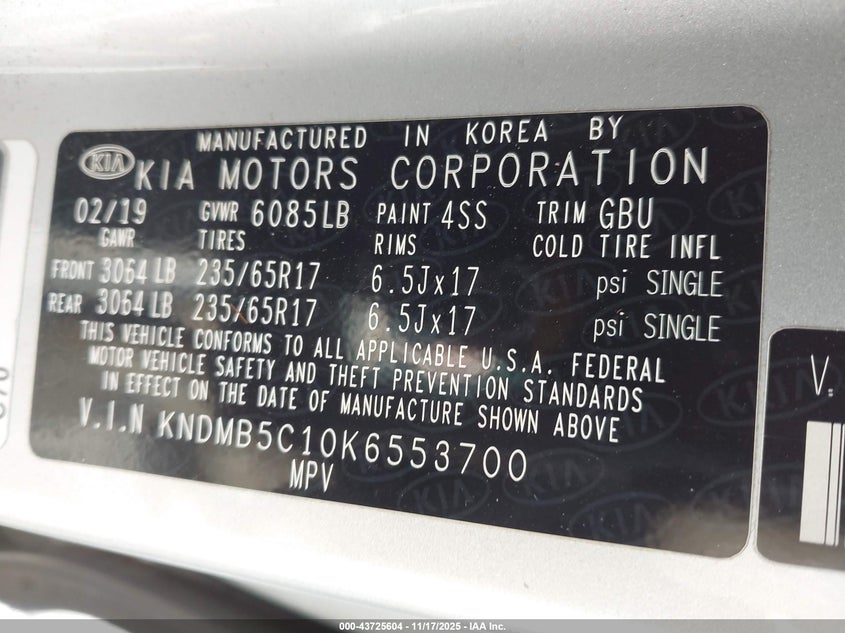 MANUFACTURED IN KOREA BY
KIA KIA MOTORS CORPORATION
02/19 GVWR 6085LB PAINT 4SS TRIM GBU
GAWR TIRES RIMS COLD TIRE INFL
FRONT 3064 LB 235/65R17 6.5Jx17 psi SINGLE
REAR 3064 LB 235/65R17 6.5Jx17 psi SINGLE
THIS VEHICLE CONFORMS TO ALL APPLICABLE U.S.A. FEDERAL
MOTOR VEHICLE SAFETY AND THEFT PREVENTION STANDARDS
IN EFFECT ON THE DATE OF MANUFACTURE SHOWN ABOVE
V.I.N KNDMB5C10K6553700
MPV
V.
000-43725604 | 11/17/2025 - IAA Inc.